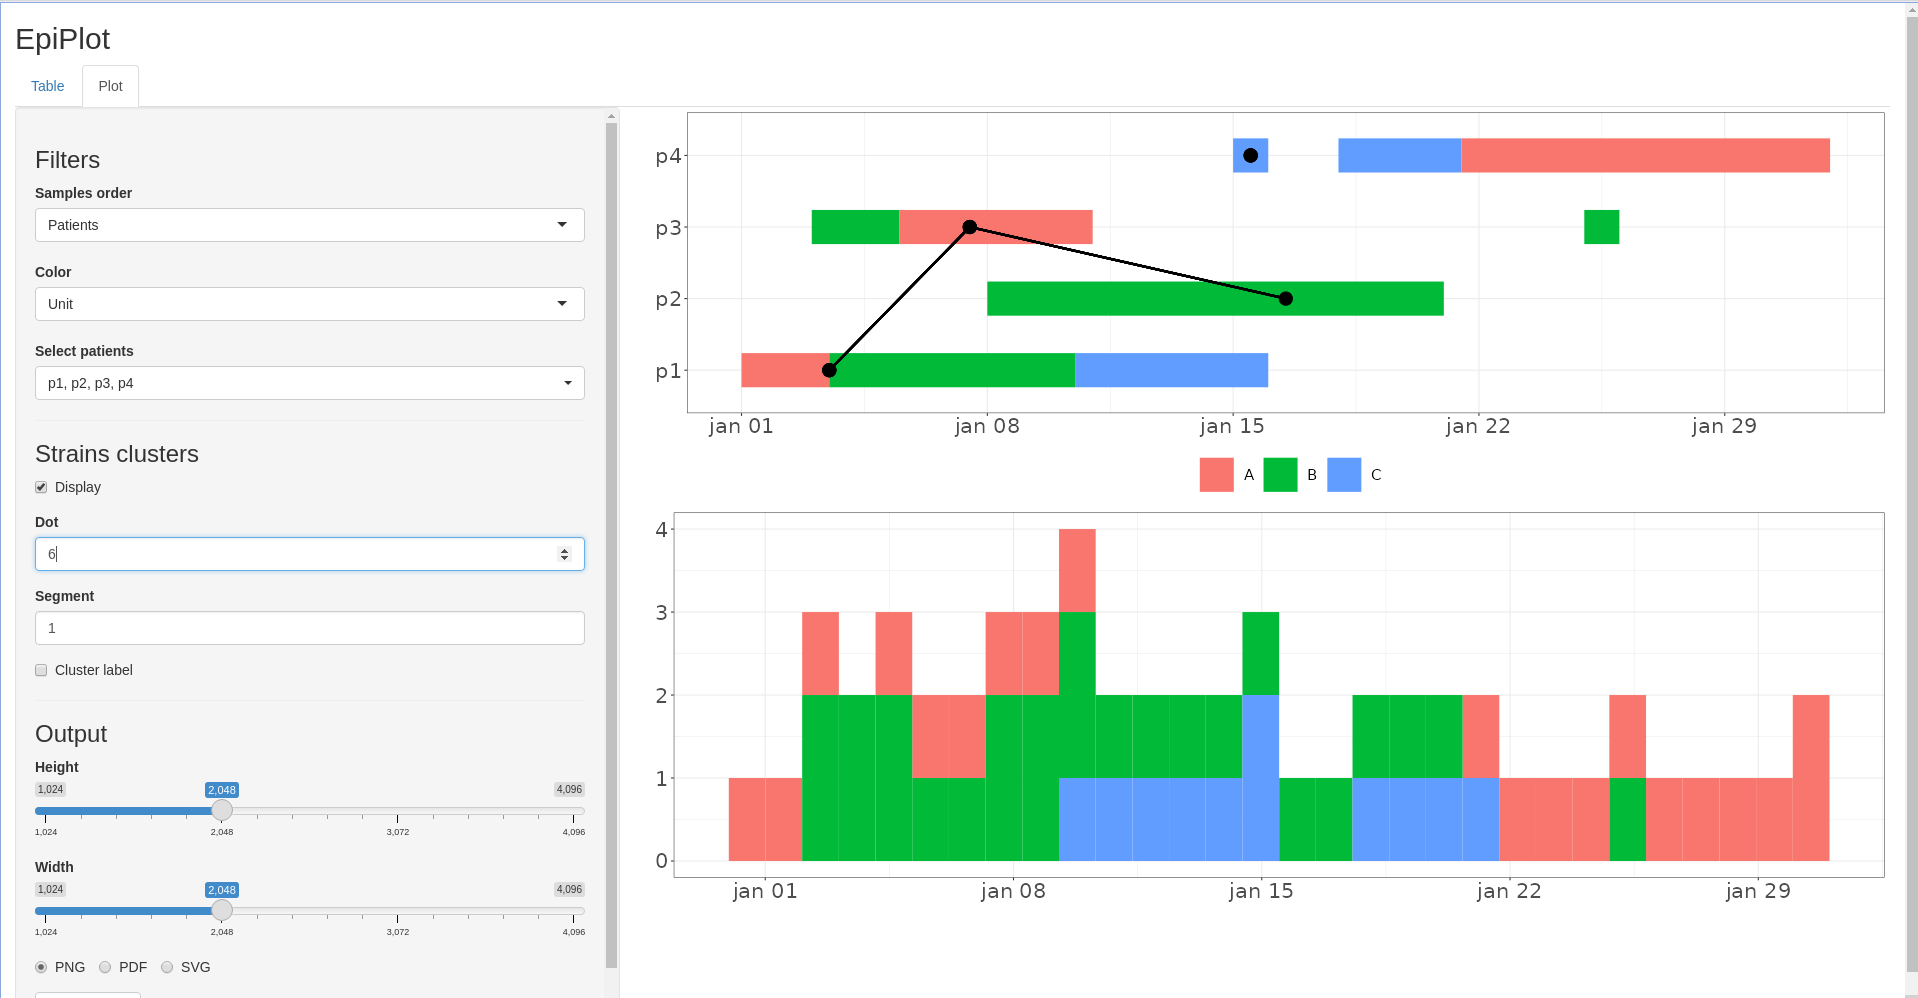 EpiPlot
Table Plot
Filters
Samples order
Patients
Color
Unit
Select patients
p1, p2, p3, p4
Strains clusters
Display
Dot
6
Segment
1
Cluster label
Output
Height
1,024 2,048 4,096
1,024 2,048 3,072 4,096
Width
1,024 2,048 4,096
1,024 2,048 3,072 4,096
PNG PDF SVG
p4
p3
p2
p1
jan 01 jan 08 jan 15 jan 22 jan 29
A B C
4
3
2
1
0
jan 01 jan 08 jan 15 jan 22 jan 29